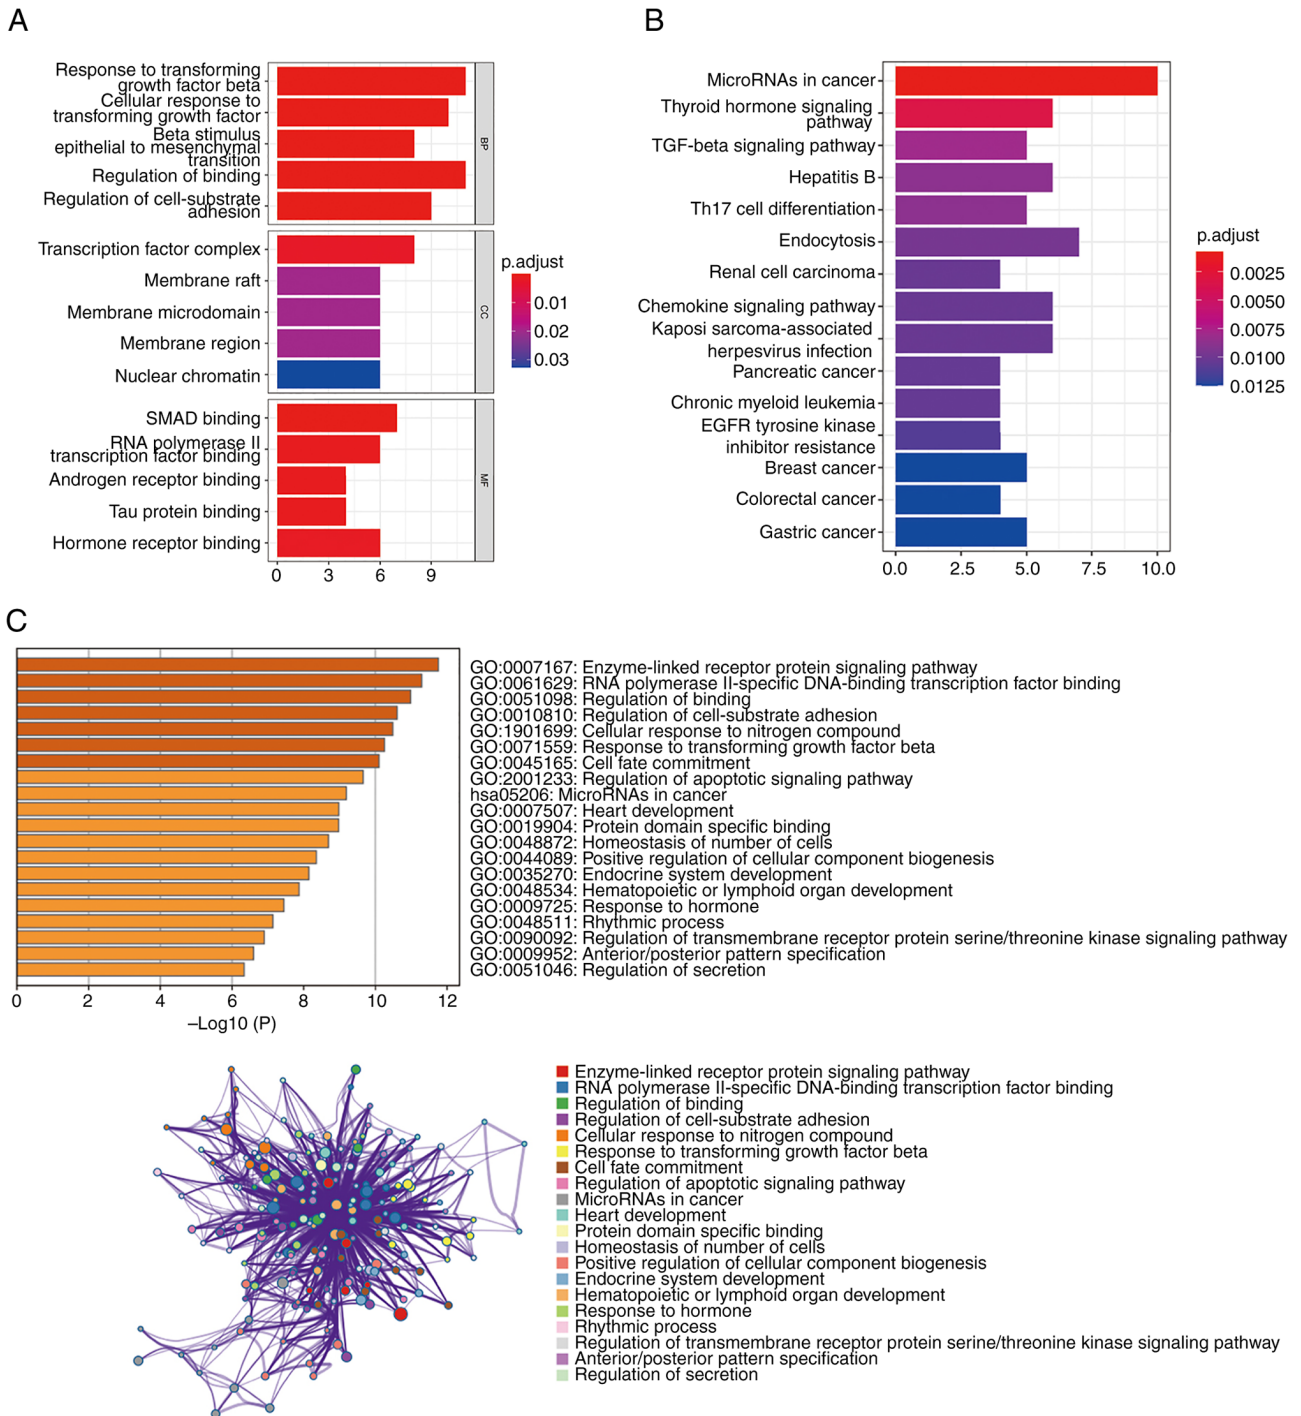 A
Response to transforming
growth factor beta
Cellular response to
transforming growth factor
Beta stimulus
epithelial to mesenchymal
transition
Regulation of binding
Regulation of cell-substrate
adhesion
BP
Transcription factor complex
Membrane raft
Membrane microdomain
Membrane region
Nuclear chromatin
CC
SMAD binding
RNA polymerase II
transcription factor binding
Androgen receptor binding
Tau protein binding
Hormone receptor binding
MF
0 3 6 9
p.adjust
0.01
0.02
0.03
B
MicroRNAs in cancer
Thyroid hormone signaling
pathway
TGF-beta signaling pathway
Hepatitis B
Th17 cell differentiation
Endocytosis
Renal cell carcinoma
Chemokine signaling pathway
Kaposi sarcoma-associated
herpesvirus infection
Pancreatic cancer
Chronic myeloid leukemia
EGFR tyrosine kinase
inhibitor resistance
Breast cancer
Colorectal cancer
Gastric cancer
0.0 2.5 5.0 7.5 10.0
p.adjust
0.0025
0.0050
0.0075
0.0100
0.0125
C
GO:0007167: Enzyme-linked receptor protein signaling pathway
GO:0061629: RNA polymerase II-specific DNA-binding transcription factor binding
GO:0051098: Regulation of binding
GO:0010810: Regulation of cell-substrate adhesion
GO:1901699: Cellular response to nitrogen compound
GO:0071559: Response to transforming growth factor beta
GO:0045165: Cell fate commitment
GO:2001233: Regulation of apoptotic signaling pathway
hsa05206: MicroRNAs in cancer
GO:0007507: Heart development
GO:0019904: Protein domain specific binding
GO:0048872: Homeostasis of number of cells
GO:0044089: Positive regulation of cellular component biogenesis
GO:0035270: Endocrine system development
GO:0048534: Hematopoietic or lymphoid organ development
GO:0009725: Response to hormone
GO:0048511: Rhythmic process
GO:0090092: Regulation of transmembrane receptor protein serine/threonine kinase signaling pathway
GO:0009952: Anterior/posterior pattern specification
GO:0051046: Regulation of secretion
0 2 4 6 8 10 12
–Log10 (P)
Enzyme-linked receptor protein signaling pathway
RNA polymerase II-specific DNA-binding transcription factor binding
Regulation of binding
Regulation of cell-substrate adhesion
Cellular response to nitrogen compound
Response to transforming growth factor beta
Cell fate commitment
Regulation of apoptotic signaling pathway
MicroRNAs in cancer
Heart development
Protein domain specific binding
Homeostasis of number of cells
Positive regulation of cellular component biogenesis
Endocrine system development
Hematopoietic or lymphoid organ development
Response to hormone
Rhythmic process
Regulation of transmembrane receptor protein serine/threonine kinase signaling pathway
Anterior/posterior pattern specification
Regulation of secretion